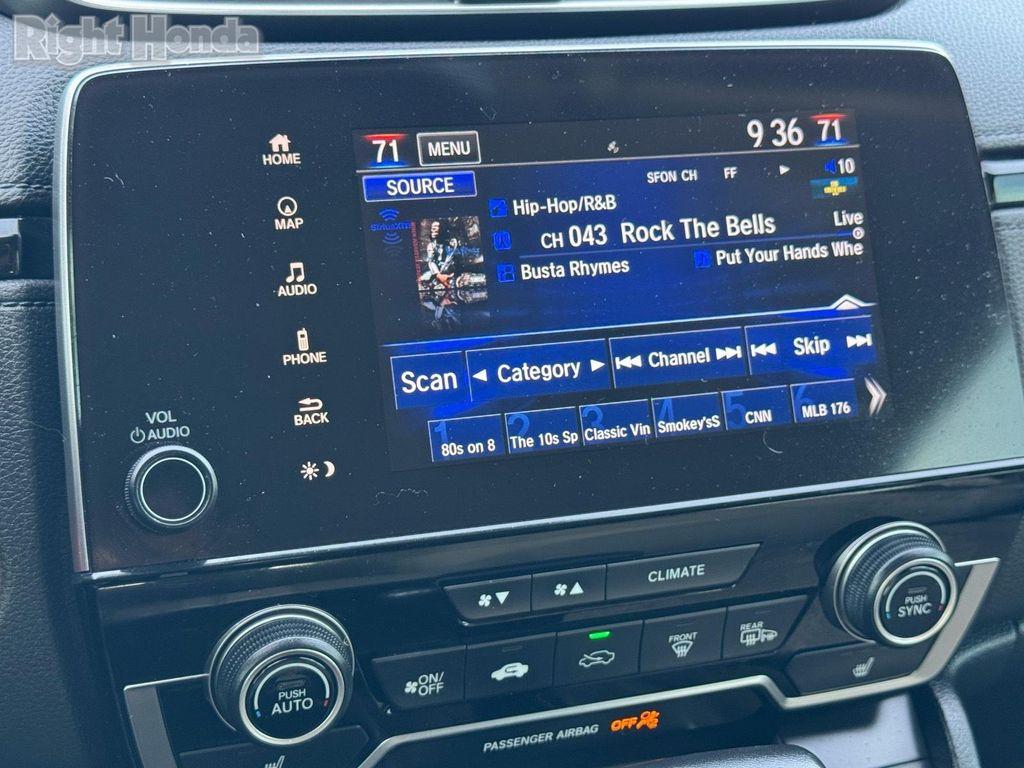 Right Honda
71 MENU 9 36 71
HOME
SOURCE
SFON CH FF 10
SiriusXM
Hip-Hop/R&B
MAP
CH 043 Rock The Bells Live
Busta Rhymes Put Your Hands Whe
AUDIO
PHONE
Scan Category Channel Skip
BACK
1 2 3 4 5 6
80s on 8 The 10s Sp Classic Vin Smokey'sS CNN MLB 176
VOL
AUDIO
CLIMATE
PUSH
SYNC
ON/
OFF
FRONT
REAR
PUSH
AUTO
PASSENGER AIRBAG OFF